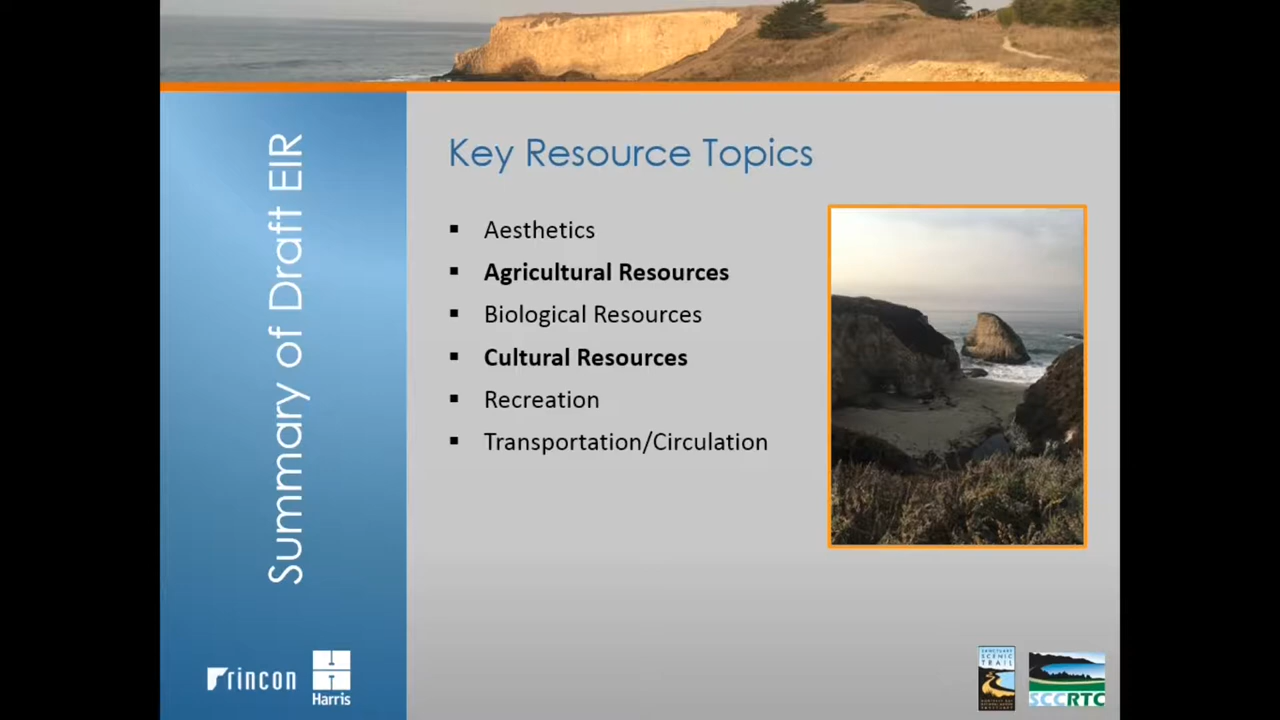 Summary of Draft EIR
Key Resource Topics
Aesthetics
Agricultural Resources
Biological Resources
Cultural Resources
Recreation
Transportation/Circulation
rincon
Harris
SANCTUARY
SCENIC
TRAIL
SCCRTC